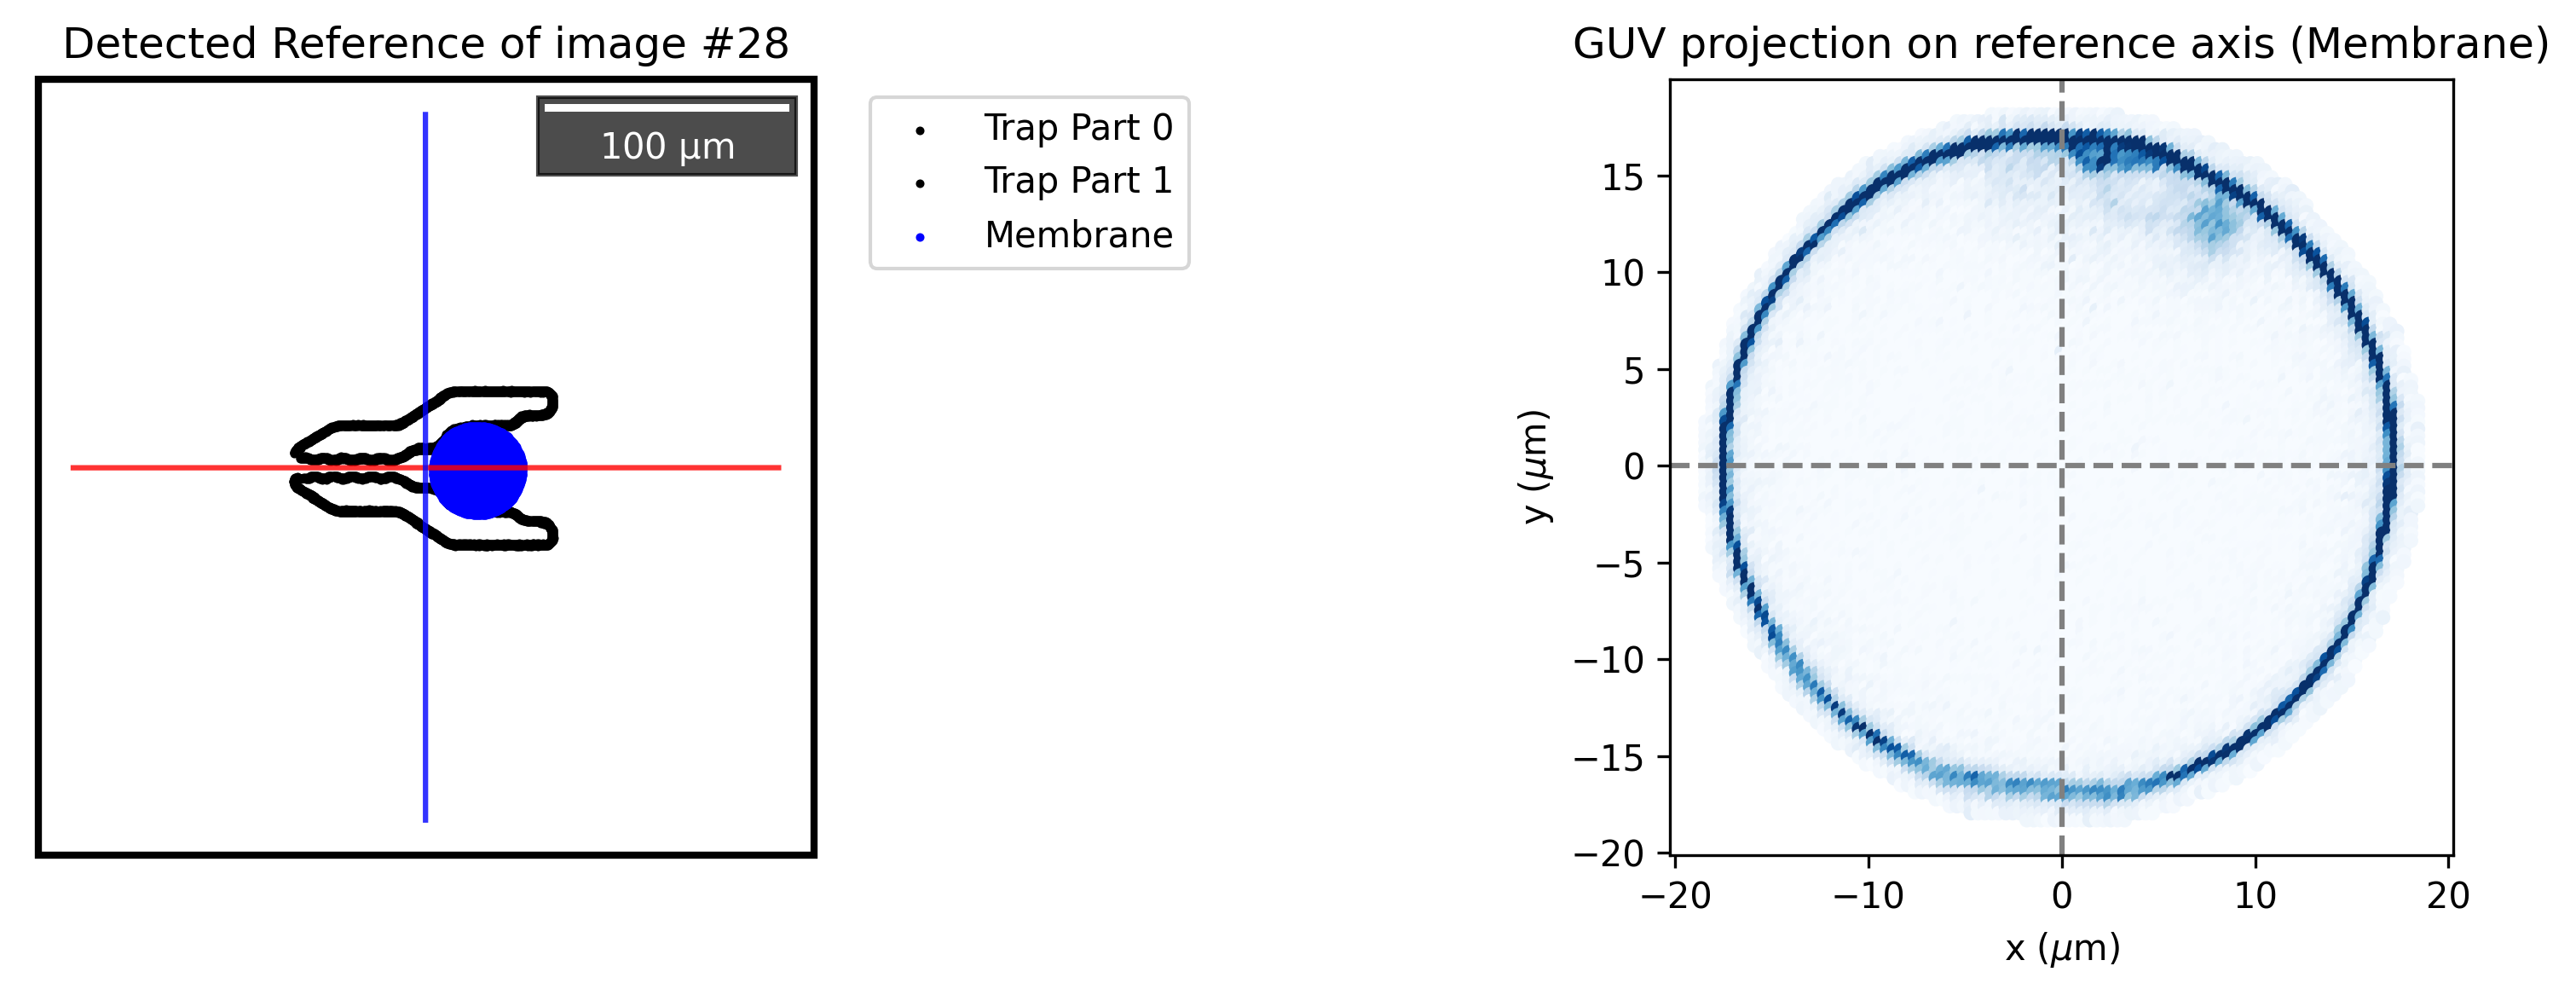 Detected Reference of image #28
100 μm
Trap Part 0
Trap Part 1
Membrane
GUV projection on reference axis (Membrane)
15
10
5
0
−5
−10
−15
−20
y (μm)
−20
−10
0
10
20
x (μm)